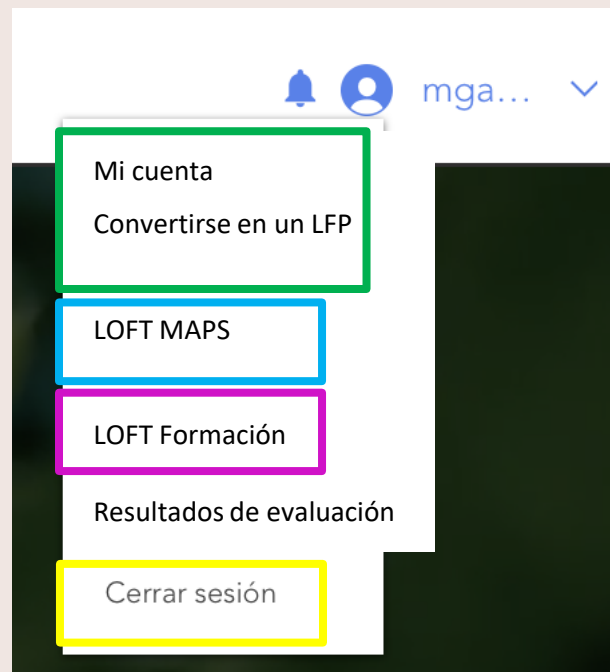 mga...
Mi cuenta
Convertirse en un LFP
LOFT MAPS
LOFT Formación
Resultados de evaluación
Cerrar sesión